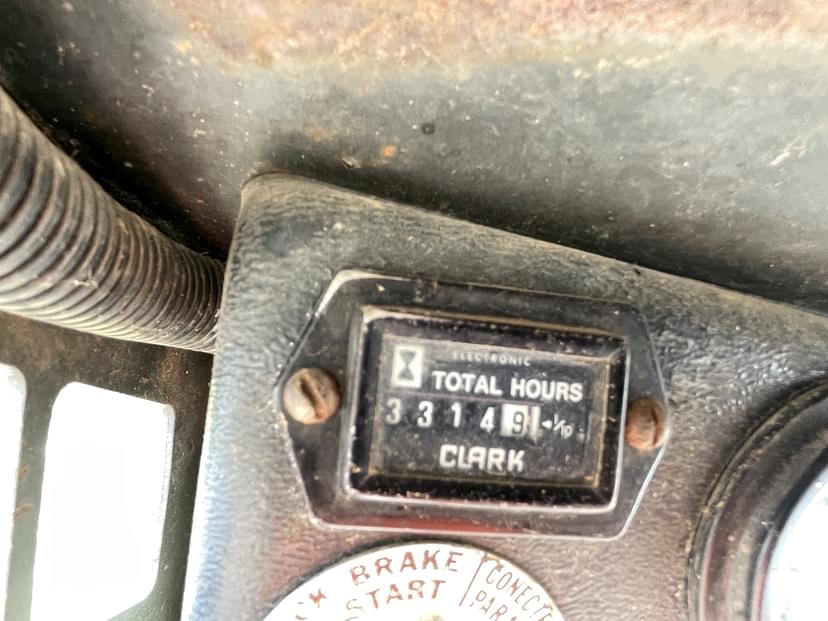 ELECTRONIC
TOTAL HOURS
3 3 1 4 9 ◂1/10
CLARK
BRAKE
START